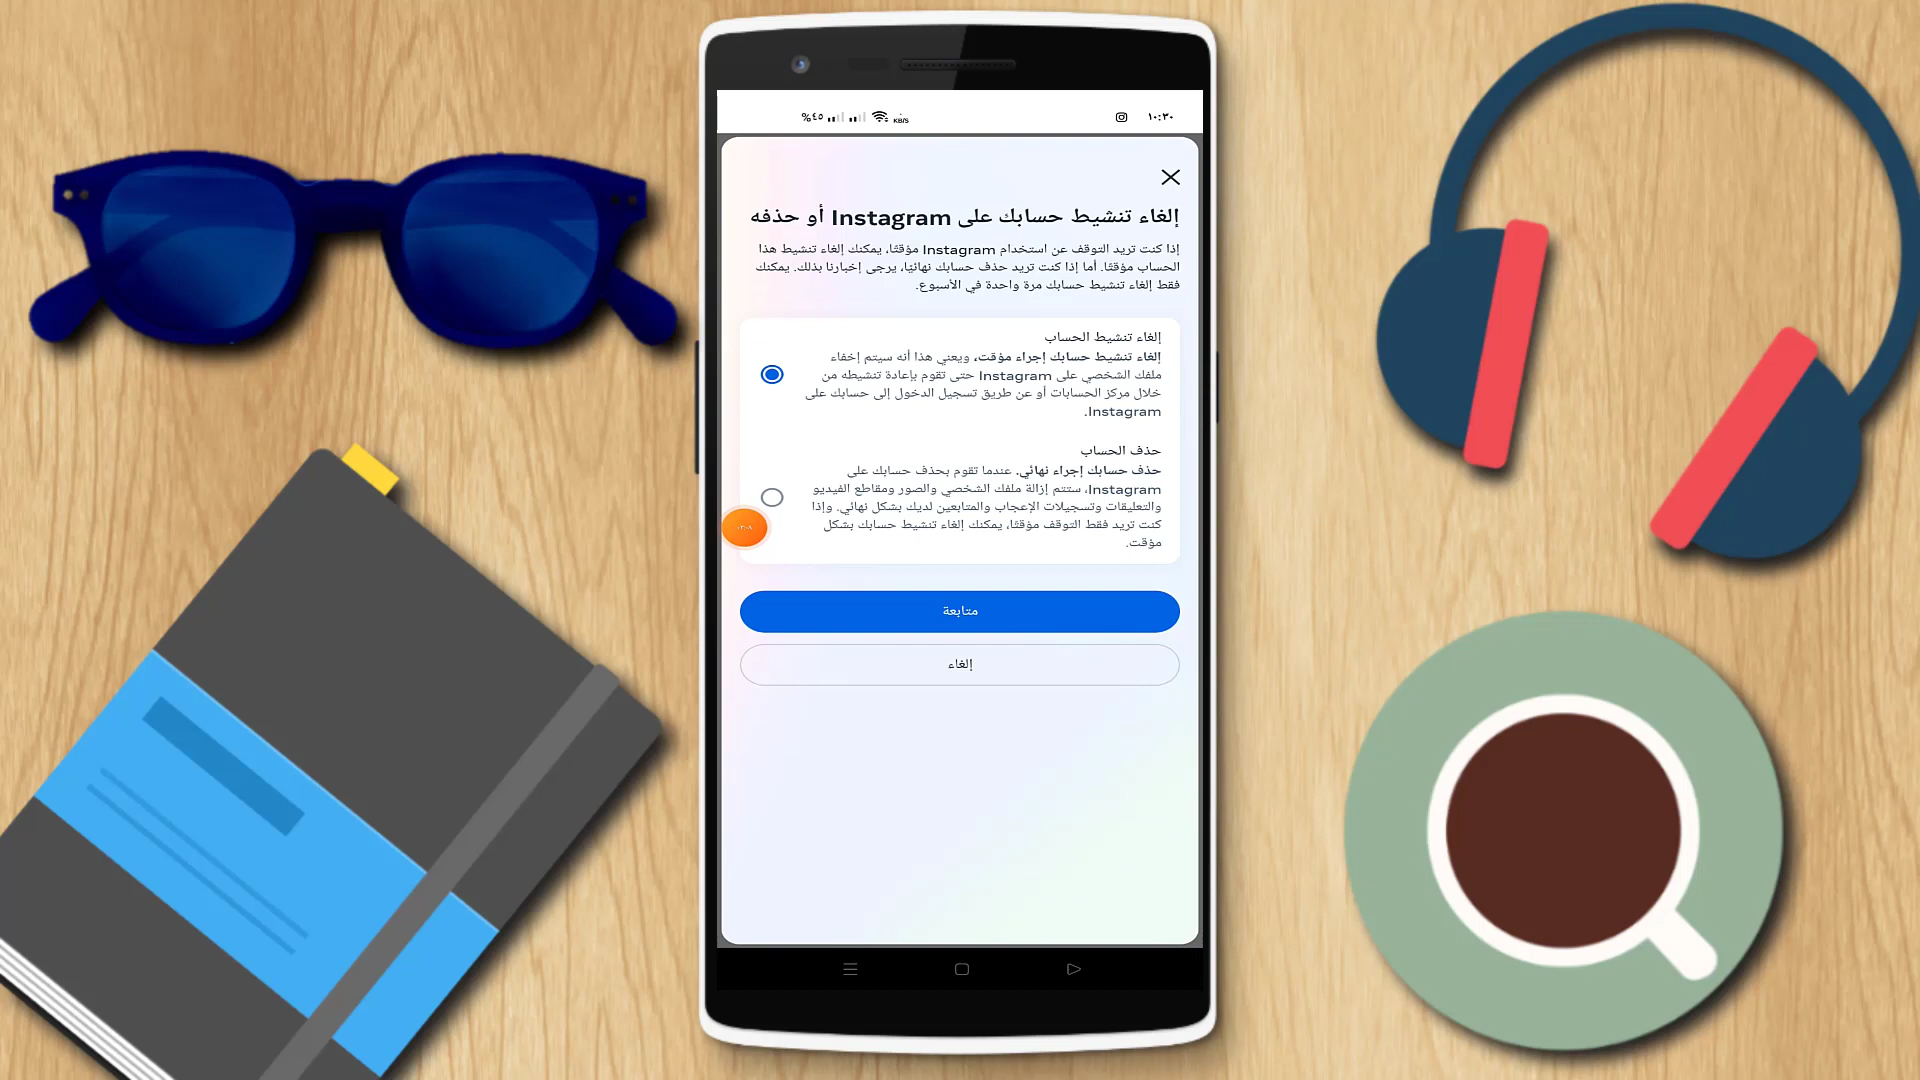 %٤٥ KB/S ١٠:٣٠
إلغاء تنشيط حسابك على Instagram أو حذفه
إذا كنت تريد التوقف عن استخدام Instagram مؤقتًا، يمكنك إلغاء تنشيط هذا
الحساب مؤقتًا. أما إذا كنت تريد حذف حسابك نهائيًا، يرجى إخبارنا بذلك. يمكنك
فقط إلغاء تنشيط حسابك مرة واحدة في الأسبوع.
إلغاء تنشيط الحساب
إلغاء تنشيط حسابك إجراء مؤقت، ويعني هذا أنه سيتم إخفاء
ملفك الشخصي على Instagram حتى تقوم بإعادة تنشيطه من
خلال مركز الحسابات أو عن طريق تسجيل الدخول إلى حسابك على
Instagram.
حذف الحساب
حذف حسابك إجراء نهائي. عندما تقوم بحذف حسابك على
Instagram، ستتم إزالة ملفك الشخصي والصور ومقاطع الفيديو
والتعليقات وتسجيلات الإعجاب والمتابعين لديك بشكل نهائي. وإذا
كنت تريد فقط التوقف مؤقتًا، يمكنك إلغاء تنشيط حسابك بشكل
مؤقت.
متابعة
إلغاء